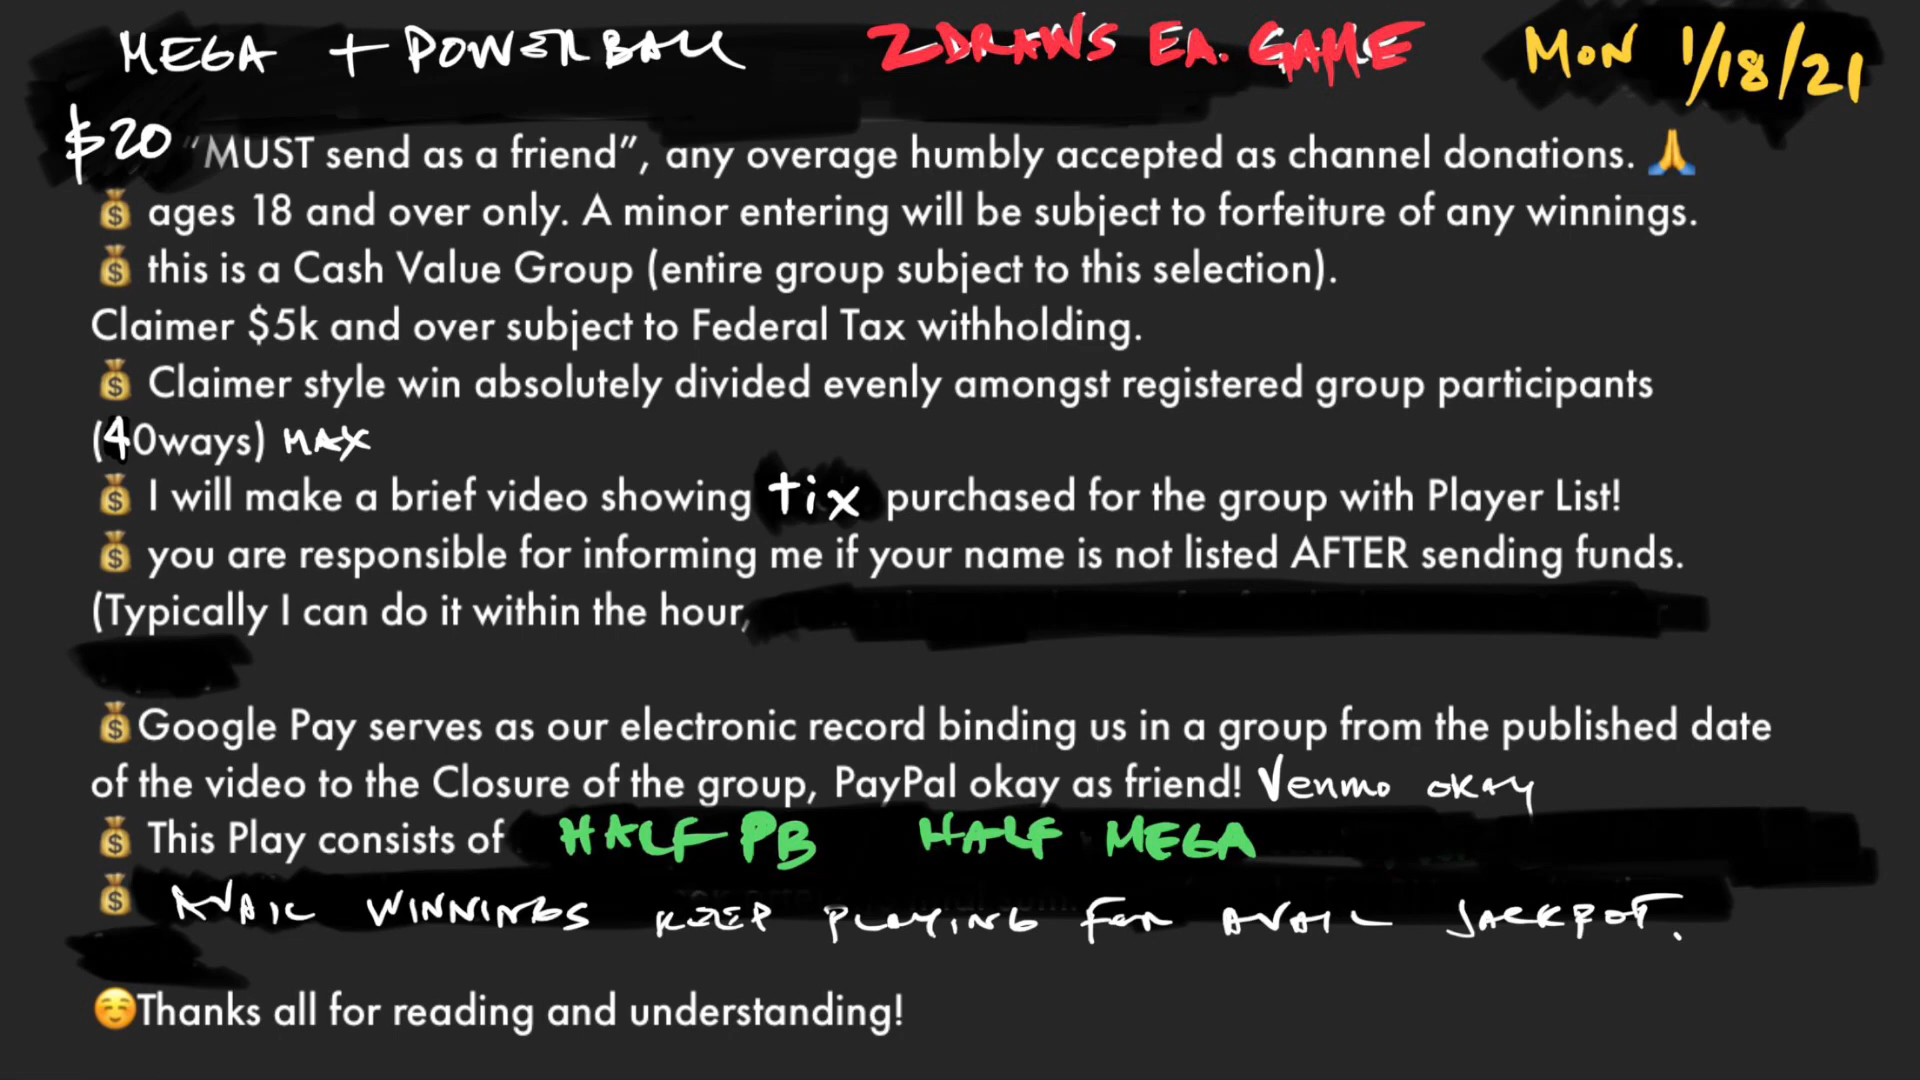 MEGA + POWERBALL 2DRAWS EA. GAME MON 1/18/21
$20 "MUST send as a friend", any overage humbly accepted as channel donations. 🙏
💰 ages 18 and over only. A minor entering will be subject to forfeiture of any winnings.
💰 this is a Cash Value Group (entire group subject to this selection).
Claimer $5k and over subject to Federal Tax withholding.
💰 Claimer style win absolutely divided evenly amongst registered group participants
(40ways) MAX
💰 I will make a brief video showing tix purchased for the group with Player List!
💰 you are responsible for informing me if your name is not listed AFTER sending funds.
(Typically I can do it within the hour,
💰Google Pay serves as our electronic record binding us in a group from the published date
of the video to the Closure of the group, PayPal okay as friend! Venmo okay
💰 This Play consists of HALF PB HALF MEGA
💰 AVAIL WINNINGS KEEP PLAYING FOR AVAIL JACKPOT.
☺️Thanks all for reading and understanding!